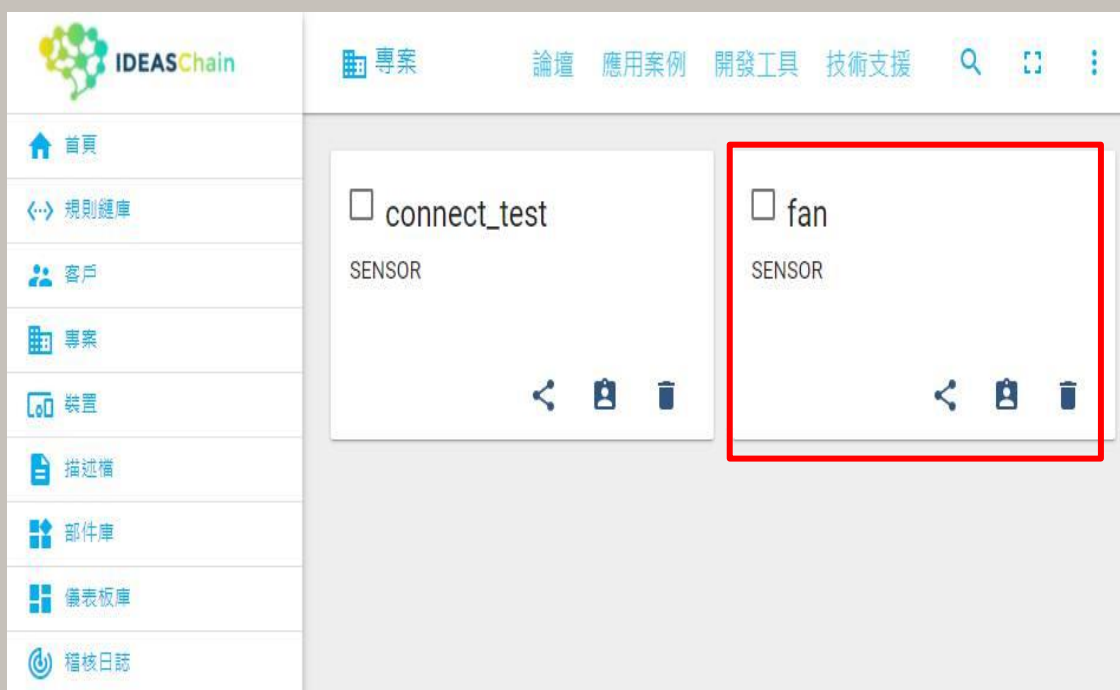 IDEASChain
專案
論壇 應用案例 開發工具 技術支援
首頁
規則鏈庫
客戶
專案
裝置
描述檔
部件庫
儀表板庫
稽核日誌
connect_test
SENSOR
fan
SENSOR